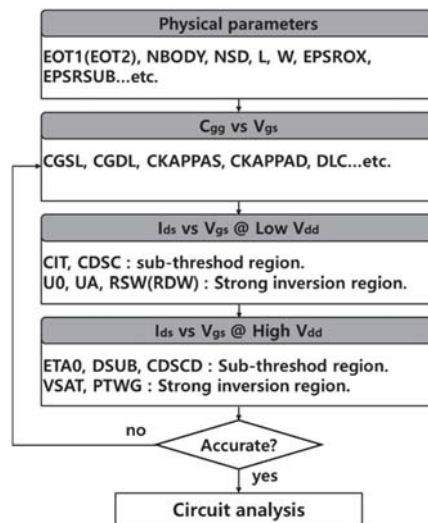 Physical parameters
EOT1(EOT2), NBODY, NSD, L, W, EPSROX,
EPSRSUB...etc.
Cgg vs Vgs
CGSL, CGDL, CKAPPAS, CKAPPAD, DLC...etc.
Ids vs Vgs @ Low Vdd
CIT, CDSC : sub-threshod region.
U0, UA, RSW(RDW) : Strong inversion region.
Ids vs Vgs @ High Vdd
ETA0, DSUB, CDSCD : Sub-threshod region.
VSAT, PTWG : Strong inversion region.
no
Accurate?
yes
Circuit analysis